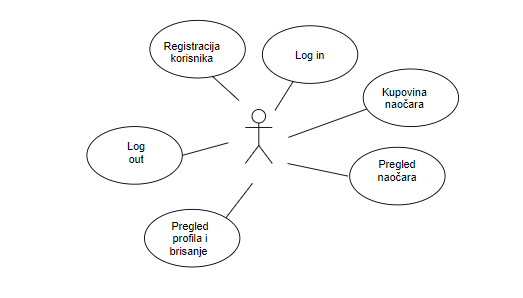 Registracija
korisnika
Log in
Kupovina
naočara
Log
out
Pregled
naočara
Pregled
profila i
brisanje